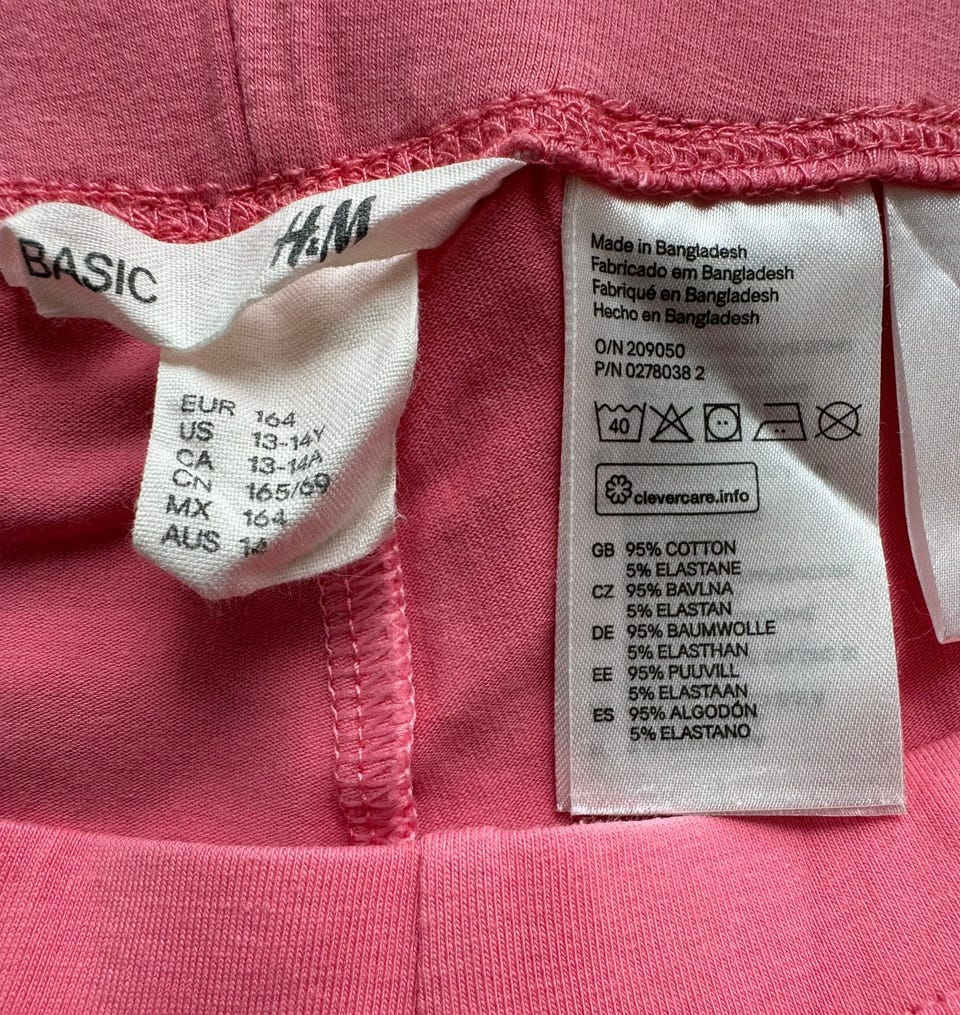 BASIC H&M
EUR 164
US 13-14Y
CA 13-14A
CN 165/69
MX 164
AUS 14
Made in Bangladesh
Fabricado em Bangladesh
Fabriqué en Bangladesh
Hecho en Bangladesh
O/N 209050
P/N 0278038 2
40
clevercare.info
GB 95% COTTON
5% ELASTANE
CZ 95% BAVLNA
5% ELASTAN
DE 95% BAUMWOLLE
5% ELASTHAN
EE 95% PUUVILL
5% ELASTAAN
ES 95% ALGODÓN
5% ELASTANO